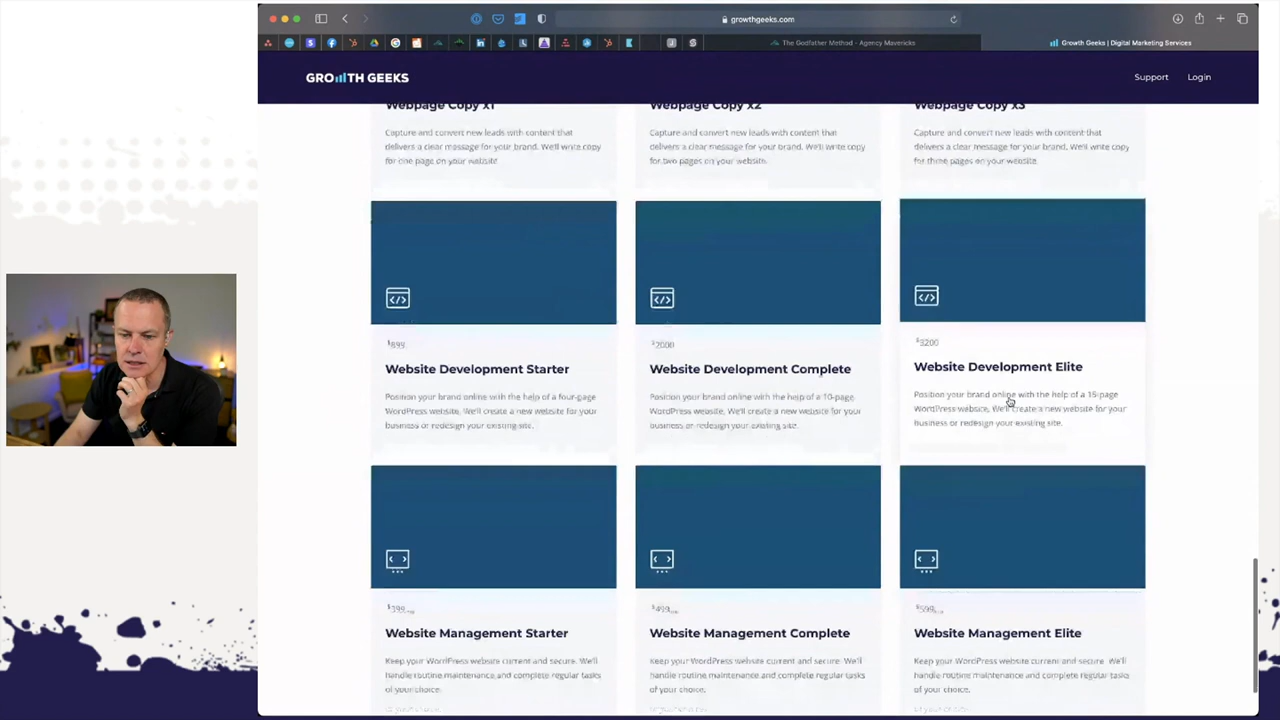 growthgeeks.com
The Godfather Method - Agency Mavericks
Growth Geeks | Digital Marketing Services
GROWTH GEEKS
Support
Login
Webpage Copy x1
Webpage Copy x2
Webpage Copy x3
Capture and convert new leads with content that
delivers a clear message for your brand. We'll write copy
for one page on your website.
Capture and convert new leads with content that
delivers a clear message for your brand. We'll write copy
for two pages on your website.
Capture and convert new leads with content that
delivers a clear message for your brand. We'll write copy
for three pages on your website.
$899
$2000
$3200
Website Development Starter
Website Development Complete
Website Development Elite
Position your brand online with the help of a four-page
WordPress website. We'll create a new website for your
business or redesign your existing site.
Position your brand online with the help of a 10-page
WordPress website. We'll create a new website for your
business or redesign your existing site.
Position your brand online with the help of a 15-page
WordPress website. We'll create a new website for your
business or redesign your existing site.
$399
$499
Website Management Starter
Website Management Complete
Website Management Elite
Keep your WordPress website current and secure. We'll
handle routine maintenance and complete regular tasks
of your choice.
Keep your WordPress website current and secure. We'll
handle routine maintenance and complete regular tasks
of your choice.
Keep your WordPress website current and secure. We'll
handle routine maintenance and complete regular tasks
of your choice.